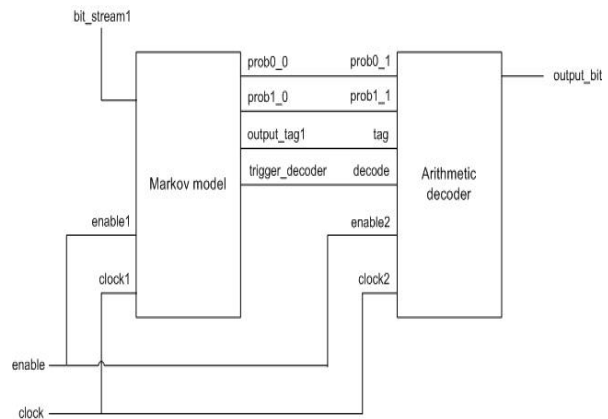 bit_stream1
prob0_0
prob0_1
output_bit
prob1_0
prob1_1
output_tag1
tag
trigger_decoder
decode
Markov model
Arithmetic
decoder
enable1
enable2
clock1
clock2
enable
clock